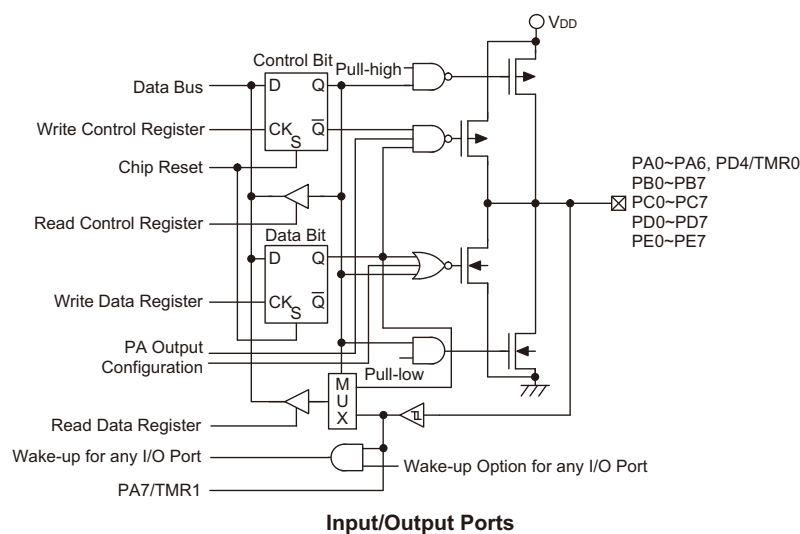 VDD
Control Bit
Pull-high
Data Bus
D Q
Write Control Register
CK Q
S
Chip Reset
PA0~PA6, PD4/TMR0
PB0~PB7
PC0~PC7
PD0~PD7
PE0~PE7
Read Control Register
Data Bit
D Q
Write Data Register
CK Q
S
PA Output
Configuration
Pull-low
M
U
X
Read Data Register
Wake-up for any I/O Port
Wake-up Option for any I/O Port
PA7/TMR1
Input/Output Ports